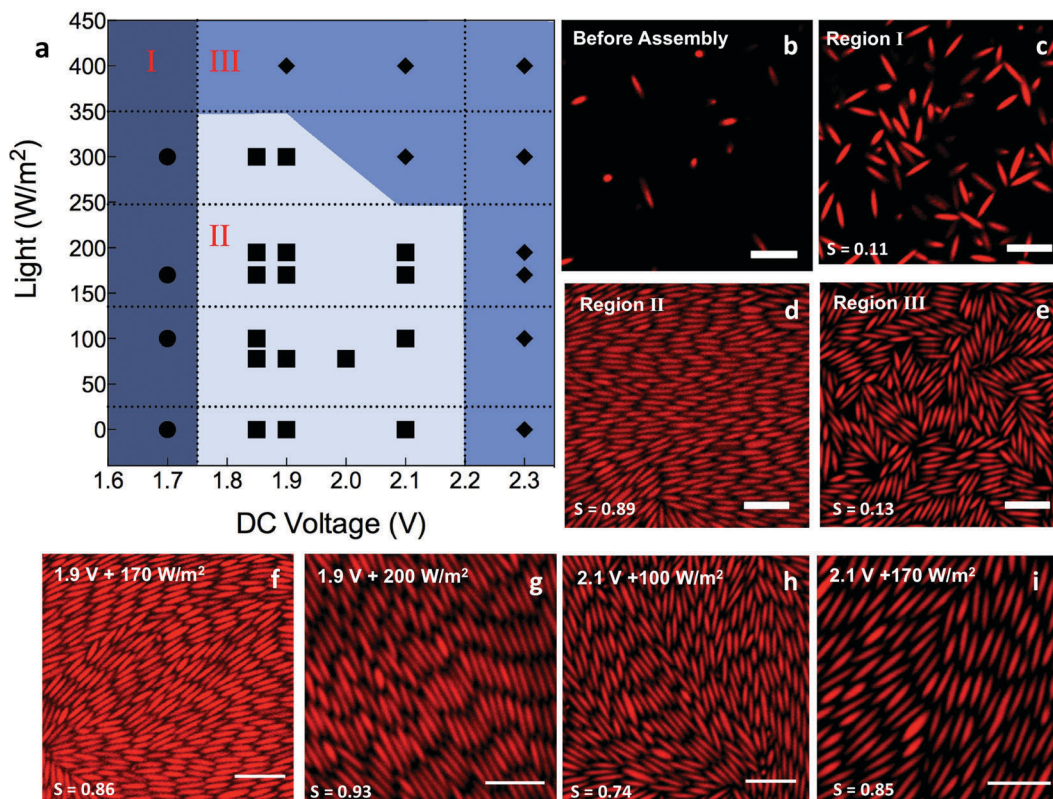 a
I
III
II
450
400
350
300
250
200
150
100
50
0
Light (W/m²)
1.6 1.7 1.8 1.9 2.0 2.1 2.2 2.3
DC Voltage (V)
Before Assembly
b
Region I
c
S = 0.11
Region II
d
S = 0.89
Region III
e
S = 0.13
1.9 V + 170 W/m²
f
S = 0.86
1.9 V + 200 W/m²
g
S = 0.93
2.1 V +100 W/m²
h
S = 0.74
2.1 V +170 W/m²
i
S = 0.85